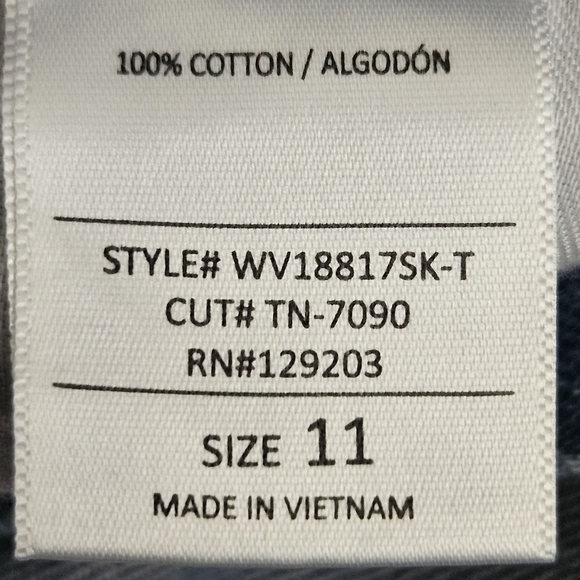 100% COTTON / ALGODÓN
STYLE# WV18817SK-T
CUT# TN-7090
RN#129203
SIZE 11
MADE IN VIETNAM